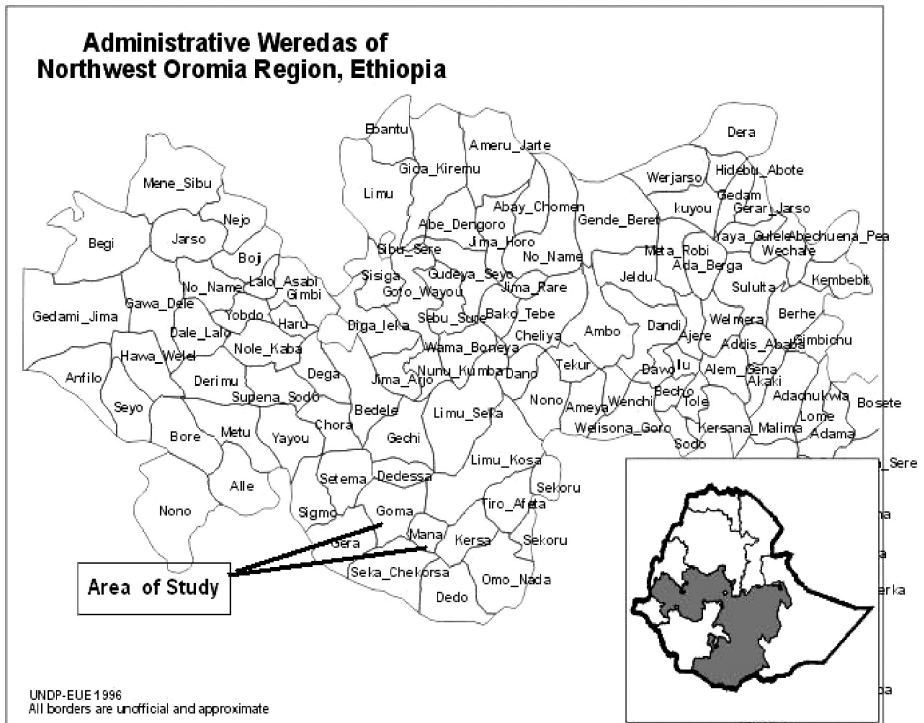 Administrative Weredas of
Northwest Oromia Region, Ethiopia
Dera
Ebantu
Ameru_Jarte
Gida_Kiremu
Hidebu_Abote
Werjarso
Mene_Sibu
Limu
Gedam
Abay_Chomen
kuyou
Gerar_Jarso
Nejo
Abe_Dengoro
Gende_Beret
Begi
Jarso
Jima_Horo
Yaya_Gulele
Abechuena_Pea
Sibu_Sere
Meta_Robi
Wechale
Boji
No_Name
Ada_Berga
Sisiga
Gudeya_Seyo
Jeldu
Kembebit
Lalo_Asabi
No_Name
Gimbi
Goto_Wayou
Jima_Rare
Sululta
Gawa_Dele
Gedami_Jima
Yobdo
Haru
Diga_leka
Sebu_Sure
Bako_Tebe
Welmera
Berhe
Dale_Lalo
Ambo
Dandi
Ajere
Cheliya
Addis_Ababa
Gimbichu
Nole_Kaba
Wama_Boneya
Hawa_Welel
Tekur
Ilu
Dawo
Alem_Gena
Anfilo
Derimu
Dega
Jima_Arjo
Nunu_Kumba
Dano
Akaki
Supena_Sodo
Becho
Adachukwla
Nono
Ameya
Wenchi
Tole
Bosete
Seyo
Bedele
Limu_Seka
Lome
Chora
Welisona_Goro
Kersana_Malima
Adama
Bore
Metu
Yayou
Gechi
Sodo
Limu_Kosa
_Sere
Setema
Dedessa
Alle
Sekoru
Nono
Sigmo
Goma
Tiro_Afeta
na
Gera
Mana
Kersa
Sekoru
a
Seka_Chekorsa
Omo_Nada
Area of Study
Dedo
erka
UNDP-EUE 1996
All borders are unofficial and approximate
ba